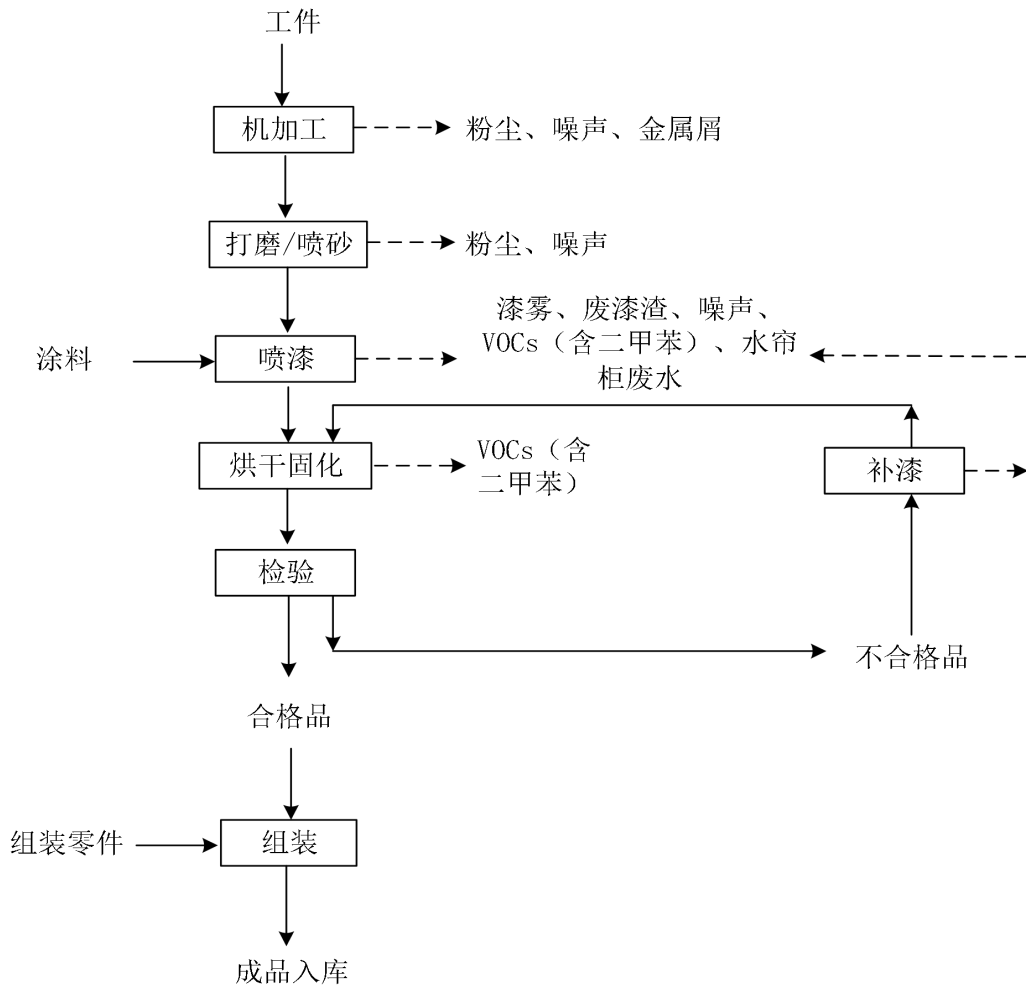 工件
机加工
粉尘、噪声、金属屑
打磨/喷砂
粉尘、噪声
漆雾、废漆渣、噪声、
VOCs（含二甲苯）、水帘
柜废水
涂料
喷漆
烘干固化
VOCs（含
二甲苯）
补漆
检验
不合格品
合格品
组装零件
组装
成品入库